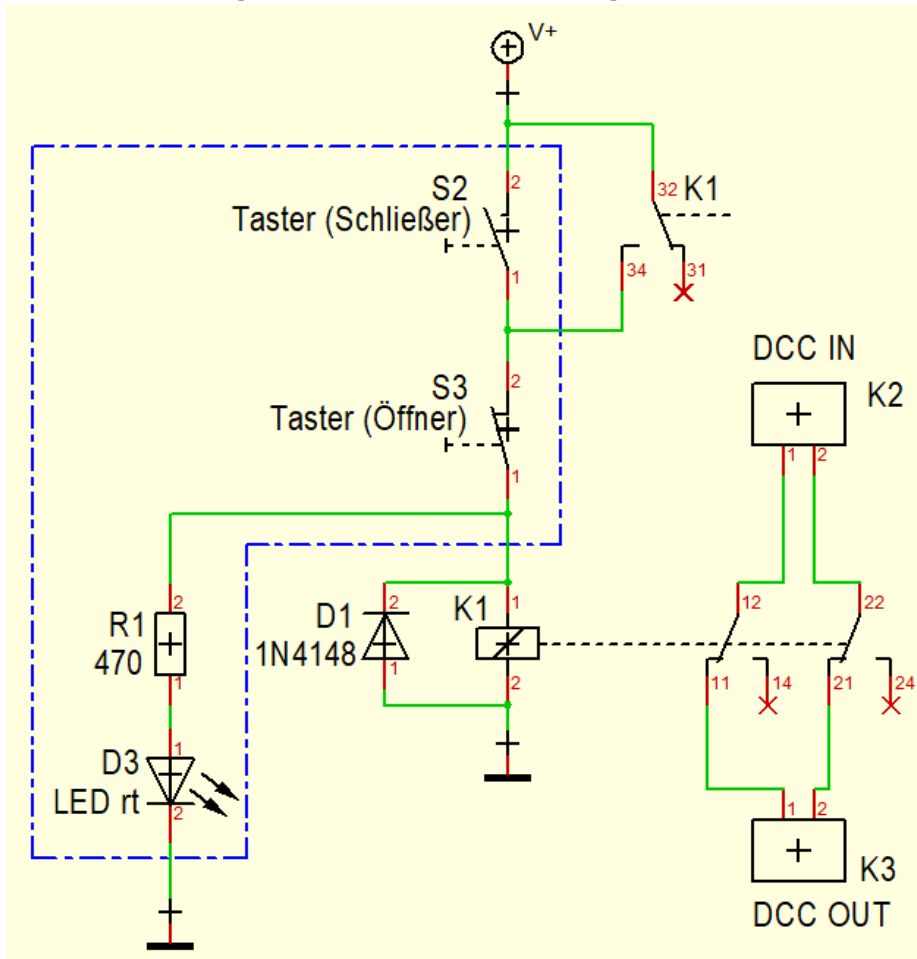 V+
2
S2
Taster (Schließer)
1
32
K1
34
31
2
S3
Taster (Öffner)
1
DCC IN
K2
1
2
2
R1
470
1
D1
1N4148
2
1
K1
1
2
12
22
11
14
21
24
1
D3
LED rt
2
1
2
K3
DCC OUT